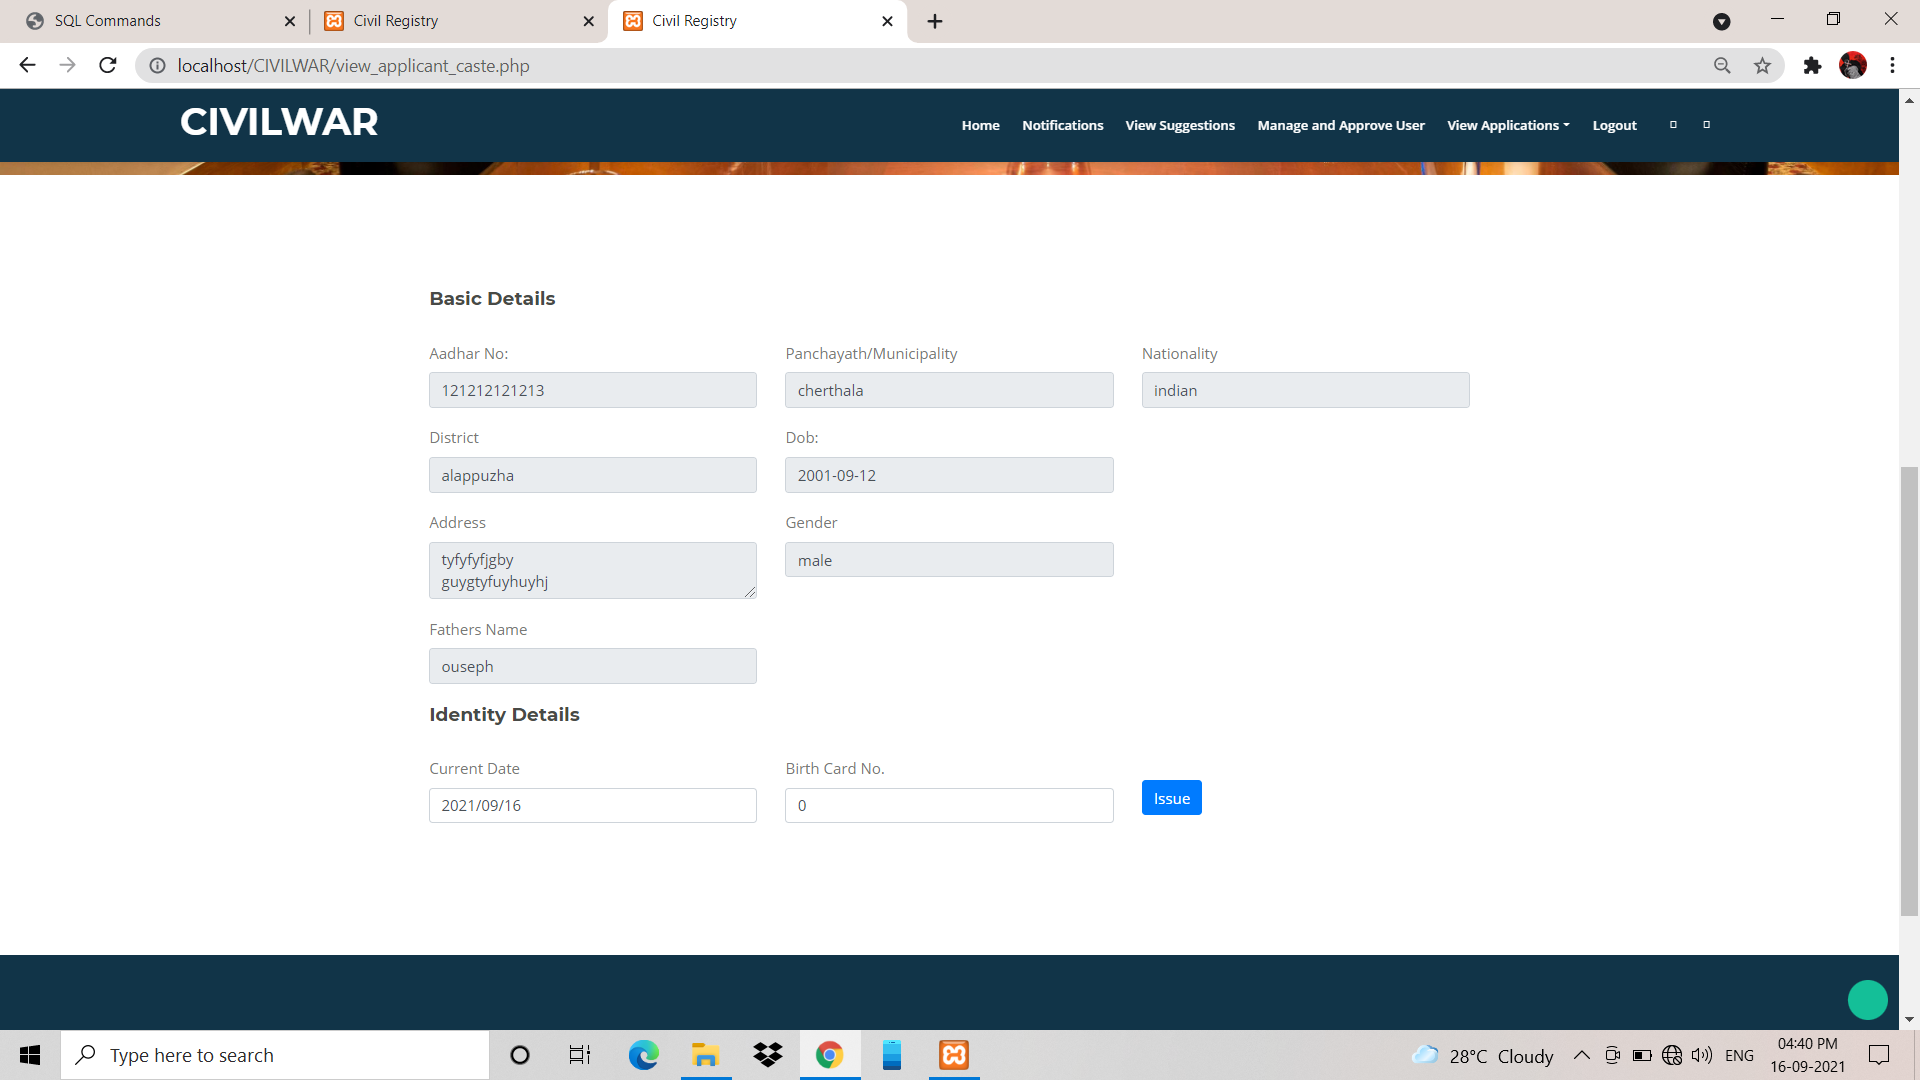 SQL Commands
Civil Registry
Civil Registry
localhost/CIVILWAR/view_applicant_caste.php
CIVILWAR
Home Notifications View Suggestions Manage and Approve User View Applications Logout
Basic Details
Aadhar No: Panchayath/Municipality Nationality
121212121213 cherthala indian
District Dob:
alappuzha 2001-09-12
Address Gender
tyfyfyfjgby male
guygtyfuyhuyhj
Fathers Name
ouseph
Identity Details
Current Date Birth Card No.
2021/09/16 0 Issue
Type here to search
28°C Cloudy
ENG
04:40 PM
16-09-2021